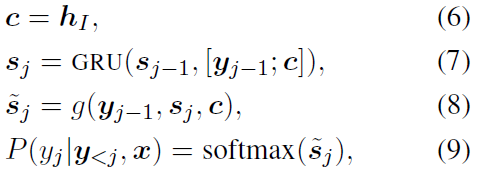 c = h_I, (6)
s_j = GRU(s_{j−1}, [y_{j−1}; c]), (7)
s̃_j = g(y_{j−1}, s_j, c), (8)
P(y_j|y_{<j}, x) = softmax(s̃_j), (9)